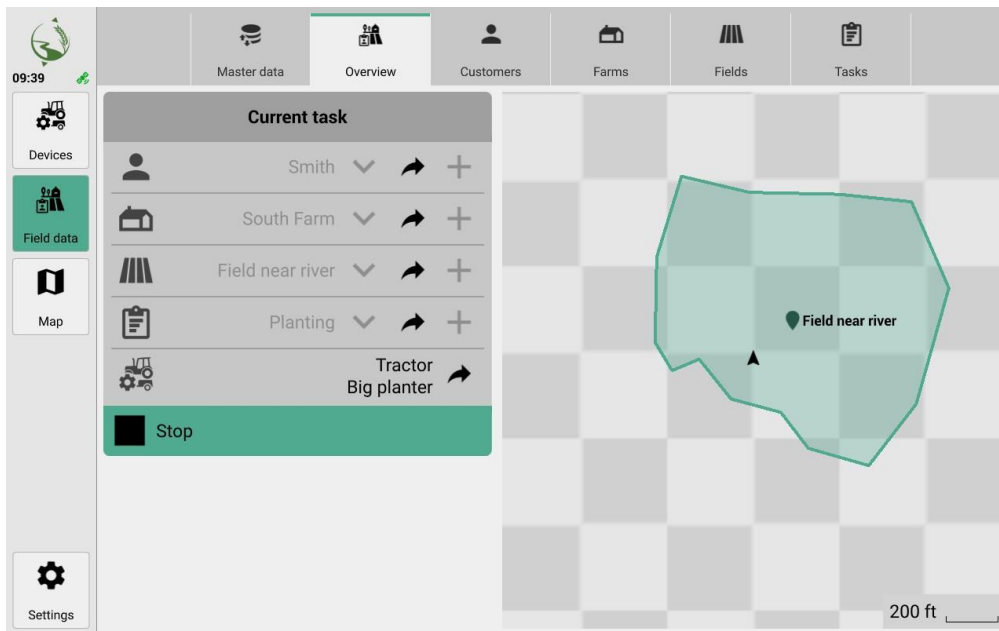 09:39
Master data
Overview
Customers
Farms
Fields
Tasks
Devices
Field data
Map
Settings
Current task
Smith
South Farm
Field near river
Planting
Tractor
Big planter
Stop
Field near river
200 ft